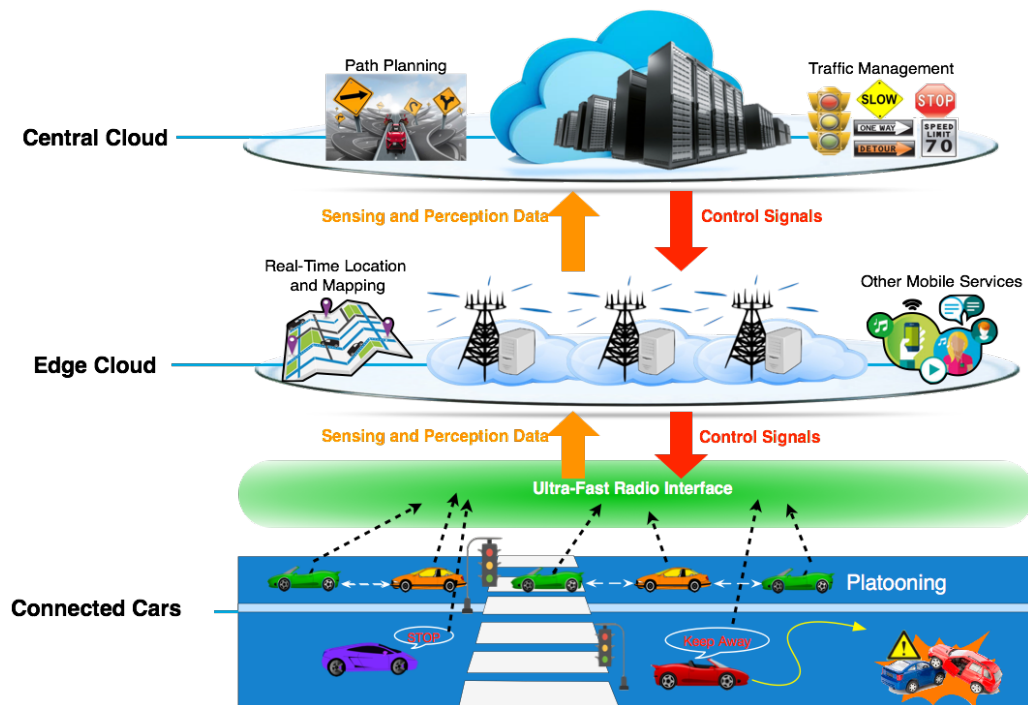 Path Planning
Traffic Management
SLOW
STOP
ONE WAY
SPEED
LIMIT
70
DETOUR
Central Cloud
Sensing and Perception Data
Control Signals
Real-Time Location
and Mapping
Other Mobile Services
Edge Cloud
Sensing and Perception Data
Control Signals
Ultra-Fast Radio Interface
Platooning
Connected Cars
STOP
Keep Away